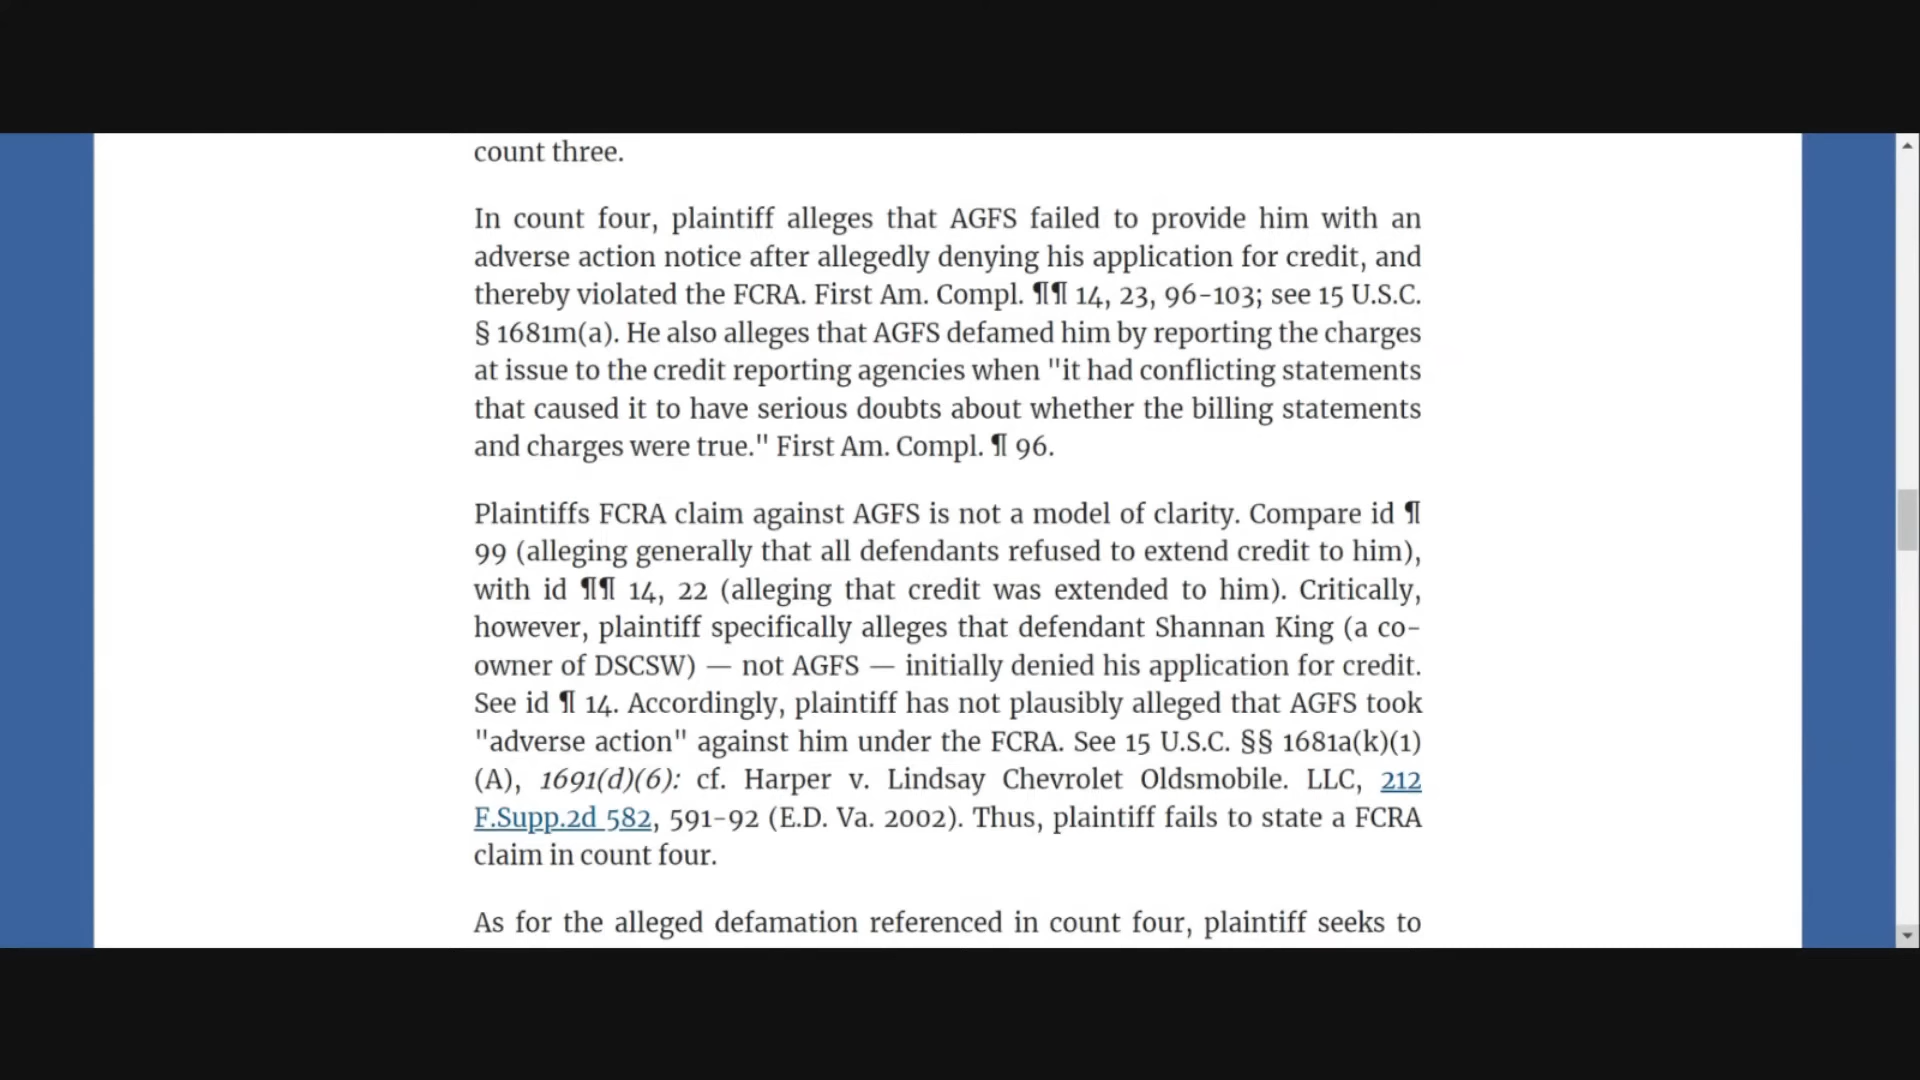 count three.
In count four, plaintiff alleges that AGFS failed to provide him with an
adverse action notice after allegedly denying his application for credit, and
thereby violated the FCRA. First Am. Compl. ¶¶ 14, 23, 96-103; see 15 U.S.C.
§ 1681m(a). He also alleges that AGFS defamed him by reporting the charges
at issue to the credit reporting agencies when "it had conflicting statements
that caused it to have serious doubts about whether the billing statements
and charges were true." First Am. Compl. ¶ 96.
Plaintiffs FCRA claim against AGFS is not a model of clarity. Compare id ¶
99 (alleging generally that all defendants refused to extend credit to him),
with id ¶¶ 14, 22 (alleging that credit was extended to him). Critically,
however, plaintiff specifically alleges that defendant Shannan King (a co-
owner of DSCSW) — not AGFS — initially denied his application for credit.
See id ¶ 14. Accordingly, plaintiff has not plausibly alleged that AGFS took
"adverse action" against him under the FCRA. See 15 U.S.C. §§ 1681a(k)(1)
(A), 1691(d)(6): cf. Harper v. Lindsay Chevrolet Oldsmobile. LLC, 212
F.Supp.2d 582, 591-92 (E.D. Va. 2002). Thus, plaintiff fails to state a FCRA
claim in count four.
As for the alleged defamation referenced in count four, plaintiff seeks to